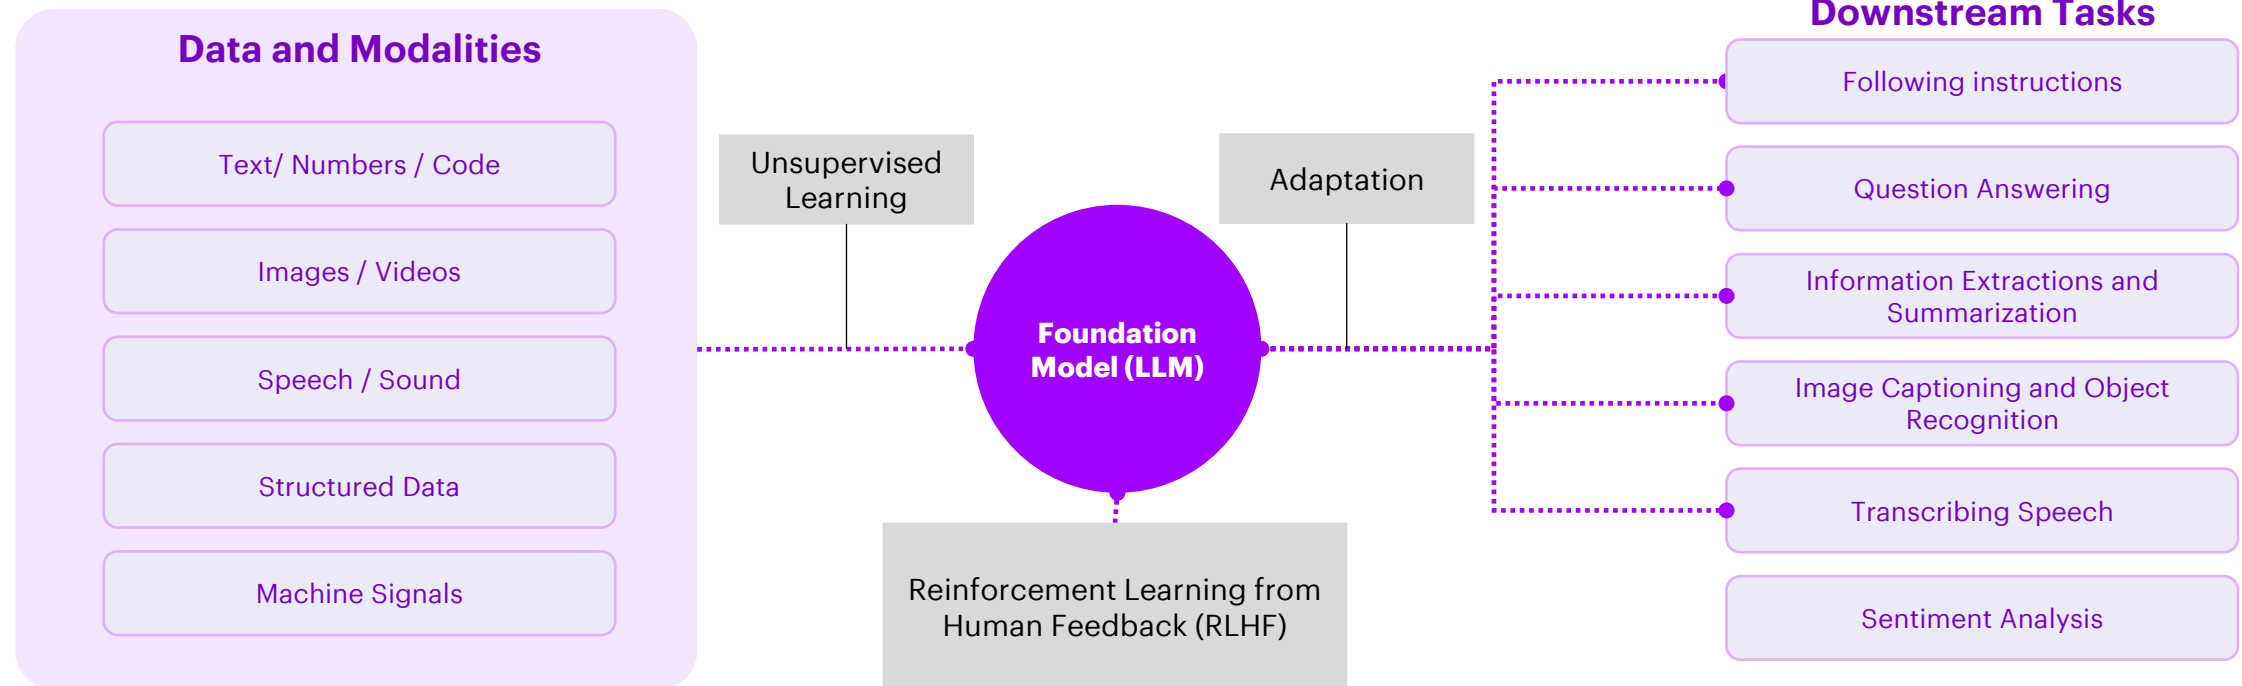 Data and Modalities
Text/ Numbers / Code
Images / Videos
Speech / Sound
Structured Data
Machine Signals
Unsupervised
Learning
Foundation
Model (LLM)
Reinforcement Learning from
Human Feedback (RLHF)
Adaptation
Downstream Tasks
Following instructions
Question Answering
Information Extractions and
Summarization
Image Captioning and Object
Recognition
Transcribing Speech
Sentiment Analysis